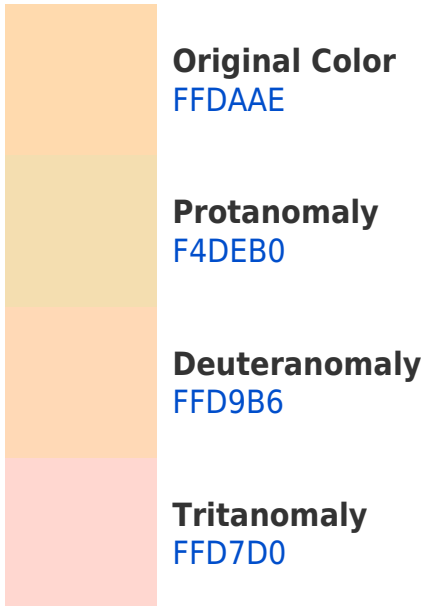 Original Color
FFDAAE
Protanomaly
F4DEB0
Deuteranomaly
FFD9B6
Tritanomaly
FFD7D0